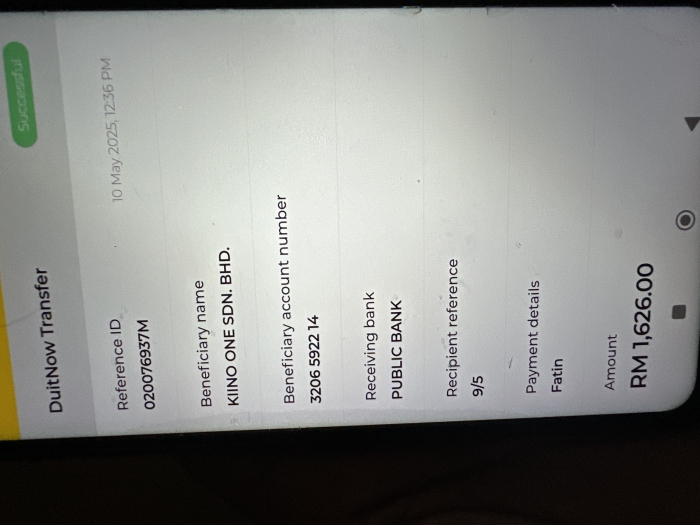 Successful
DuitNow Transfer
Reference ID
10 May 2025, 12:36 PM
020076937M
Beneficiary name
KIINO ONE SDN. BHD.
Beneficiary account number
3206 5922 14
Receiving bank
PUBLIC BANK
Recipient reference
9/5
Payment details
Fatin
Amount
RM 1,626.00